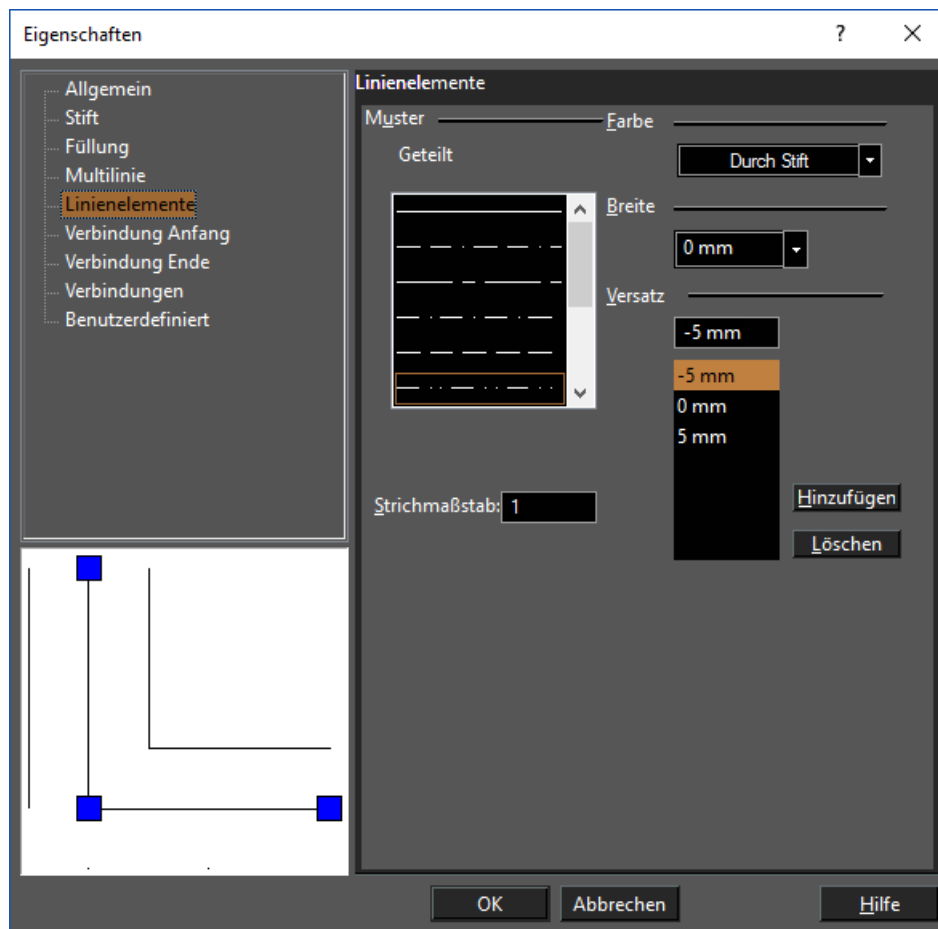 Eigenschaften
?
Allgemein
Stift
Füllung
Multilinie
Linienelemente
Verbindung Anfang
Verbindung Ende
Verbindungen
Benutzerdefiniert
Linienelemente
Muster
Geteilt
Strichmaßstab: 1
Farbe
Durch Stift
Breite
0 mm
Versatz
-5 mm
-5 mm
0 mm
5 mm
Hinzufügen
Löschen
OK
Abbrechen
Hilfe